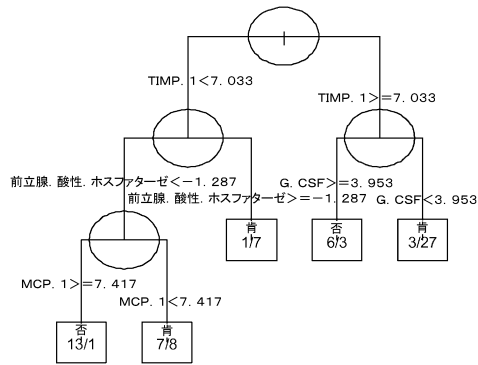 TIMP. 1<7. 033
TIMP. 1>=7. 033
前立腺. 酸性. ホスファターゼ<-1. 287
G. CSF>=3. 953
前立腺. 酸性. ホスファターゼ>=-1. 287
G. CSF<3. 953
肯
1/7
否
6/3
肯
3/27
MCP. 1>=7. 417
MCP. 1<7. 417
否
13/1
肯
7/8